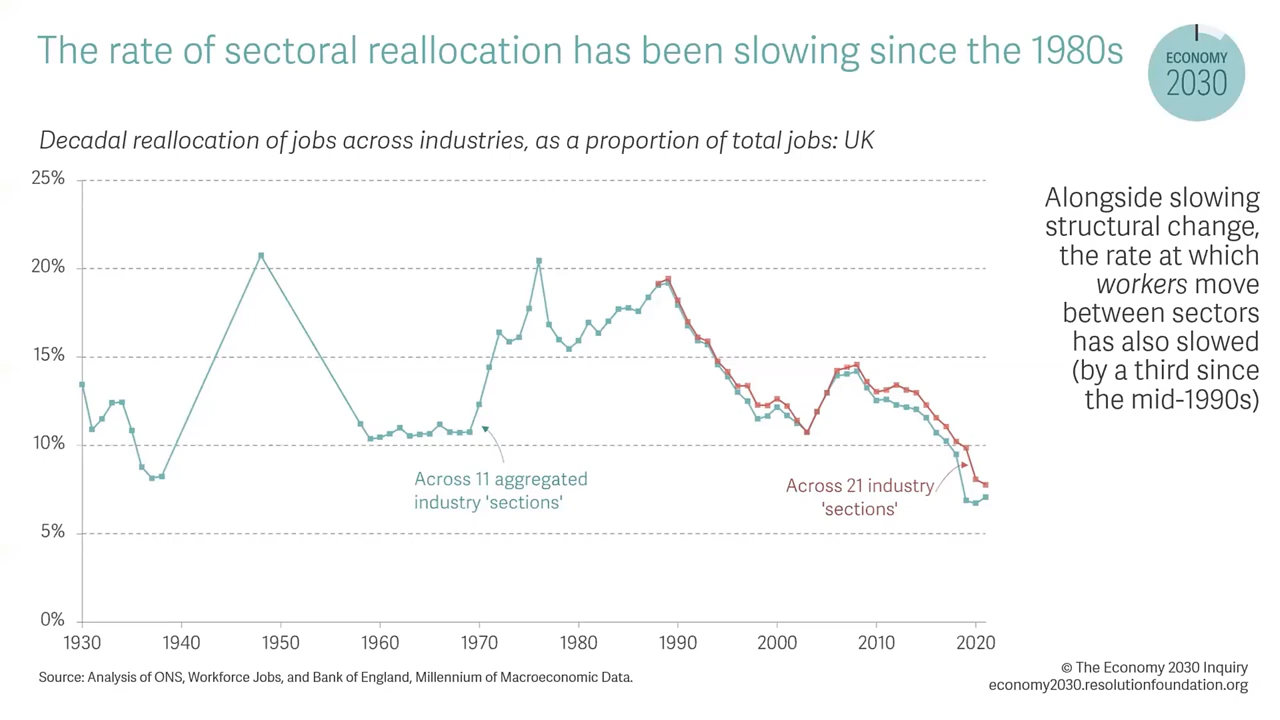 The rate of sectoral reallocation has been slowing since the 1980s
ECONOMY
2030
Decadal reallocation of jobs across industries, as a proportion of total jobs: UK
25%
20%
15%
10%
5%
0%
1930 1940 1950 1960 1970 1980 1990 2000 2010 2020
Across 11 aggregated
industry 'sections'
Across 21 industry
'sections'
Alongside slowing
structural change,
the rate at which
workers move
between sectors
has also slowed
(by a third since
the mid-1990s)
Source: Analysis of ONS, Workforce Jobs, and Bank of England, Millennium of Macroeconomic Data.
© The Economy 2030 Inquiry
economy2030.resolutionfoundation.org